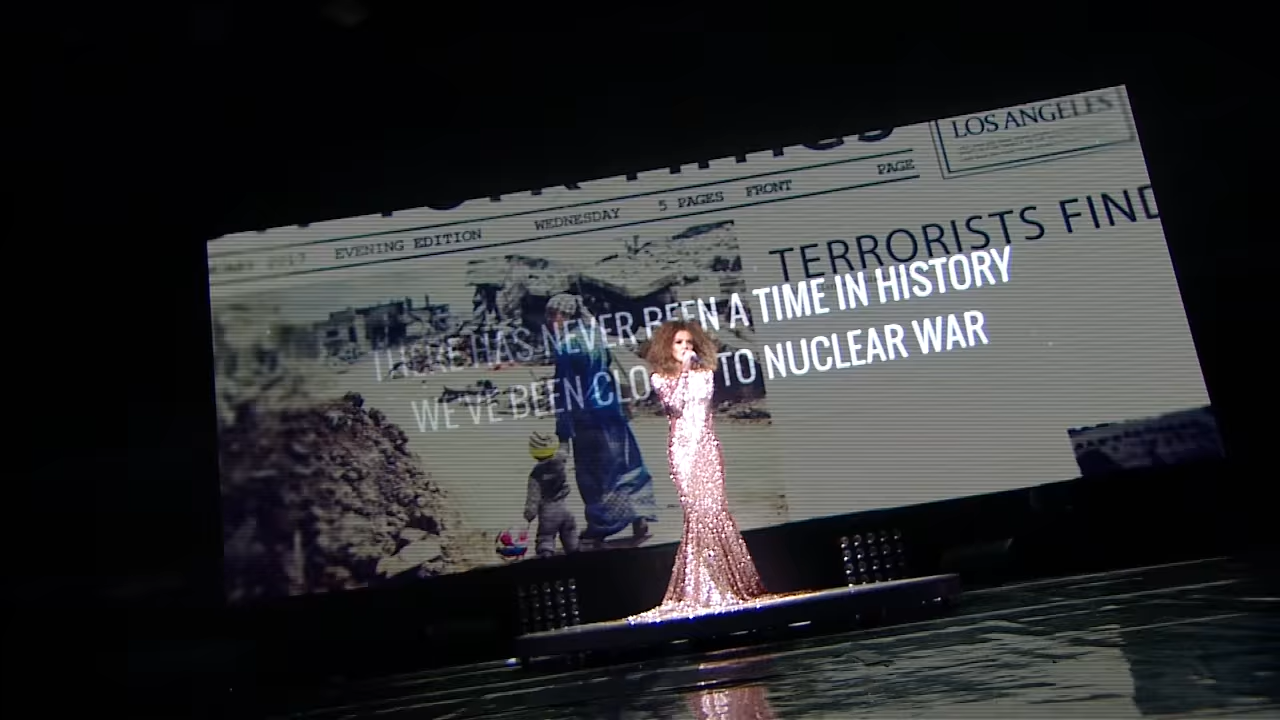 LOS ANGELES
EVENING EDITION WEDNESDAY 5 PAGES FRONT PAGE
TERRORISTS FIND
THERE HAS NEVER BEEN A TIME IN HISTORY
WE'VE BEEN TO NUCLEAR WAR